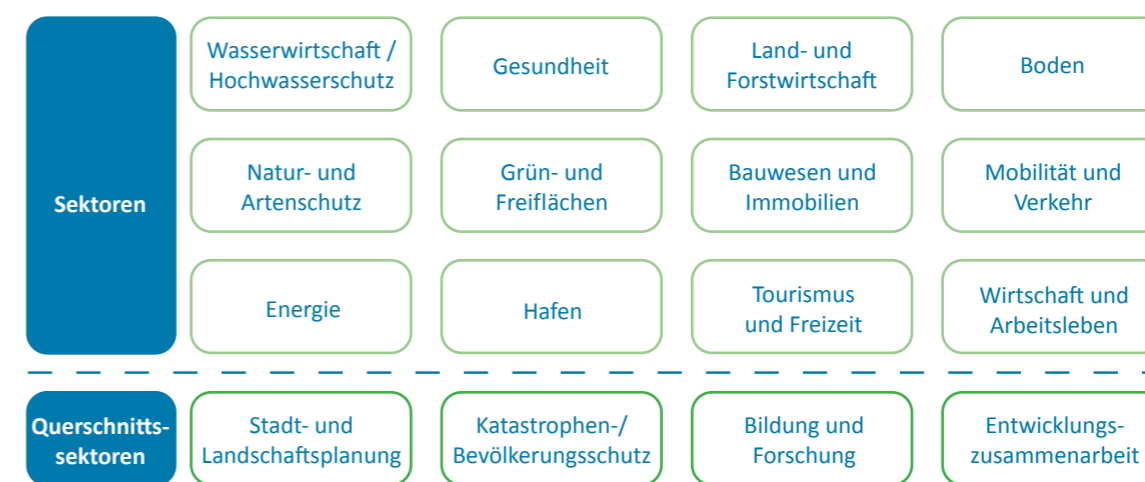 Sektoren
Wasserwirtschaft /
Hochwasserschutz
Gesundheit
Land- und
Forstwirtschaft
Boden
Natur- und
Artenschutz
Grün- und
Freiflächen
Bauwesen und
Immobilien
Mobilität und
Verkehr
Energie
Hafen
Tourismus
und Freizeit
Wirtschaft und
Arbeitsleben
Querschnitts-
sektoren
Stadt- und
Landschaftsplanung
Katastrophen-/
Bevölkerungsschutz
Bildung und
Forschung
Entwicklungs-
zusammenarbeit